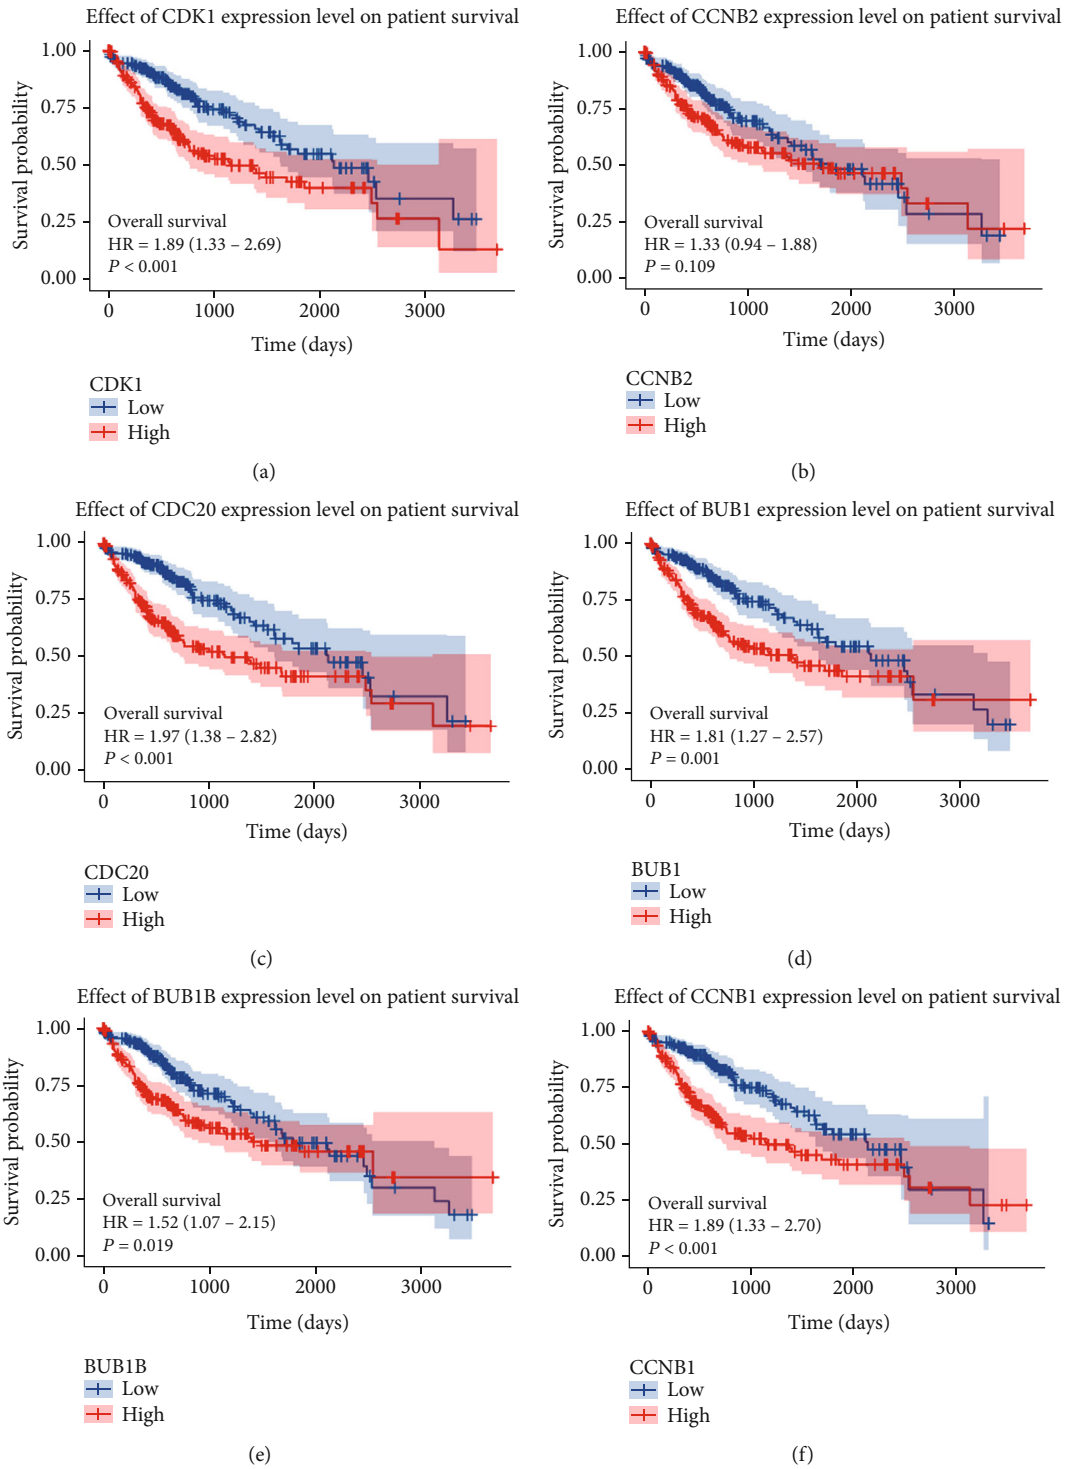 Effect of CDK1 expression level on patient survival
Survival probability
1.00
0.75
0.50
0.25
0.00
Overall survival
HR = 1.89 (1.33 – 2.69)
P < 0.001
0 1000 2000 3000
Time (days)
CDK1
Low
High
(a)
Effect of CCNB2 expression level on patient survival
Survival probability
1.00
0.75
0.50
0.25
0.00
Overall survival
HR = 1.33 (0.94 – 1.88)
P = 0.109
0 1000 2000 3000
Time (days)
CCNB2
Low
High
(b)
Effect of CDC20 expression level on patient survival
Survival probability
1.00
0.75
0.50
0.25
0.00
Overall survival
HR = 1.97 (1.38 – 2.82)
P < 0.001
0 1000 2000 3000
Time (days)
CDC20
Low
High
(c)
Effect of BUB1 expression level on patient survival
Survival probability
1.00
0.75
0.50
0.25
0.00
Overall survival
HR = 1.81 (1.27 – 2.57)
P = 0.001
0 1000 2000 3000
Time (days)
BUB1
Low
High
(d)
Effect of BUB1B expression level on patient survival
Survival probability
1.00
0.75
0.50
0.25
0.00
Overall survival
HR = 1.52 (1.07 – 2.15)
P = 0.019
0 1000 2000 3000
Time (days)
BUB1B
Low
High
(e)
Effect of CCNB1 expression level on patient survival
Survival probability
1.00
0.75
0.50
0.25
0.00
Overall survival
HR = 1.89 (1.33 – 2.70)
P < 0.001
0 1000 2000 3000
Time (days)
CCNB1
Low
High
(f)